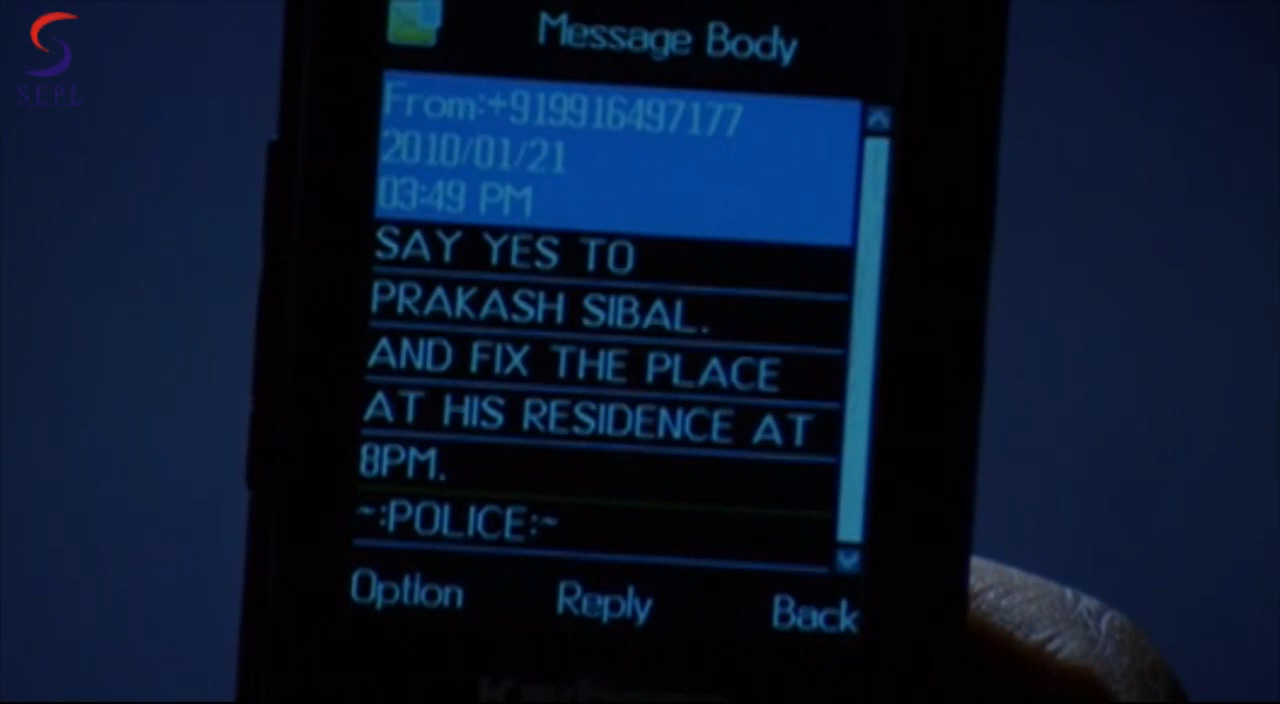 SEPL
Message Body
From:+919916497177
2010/01/21
03:49 PM
SAY YES TO
PRAKASH SIBAL.
AND FIX THE PLACE
AT HIS RESIDENCE AT
8PM.
~:POLICE:~
Option Reply Back